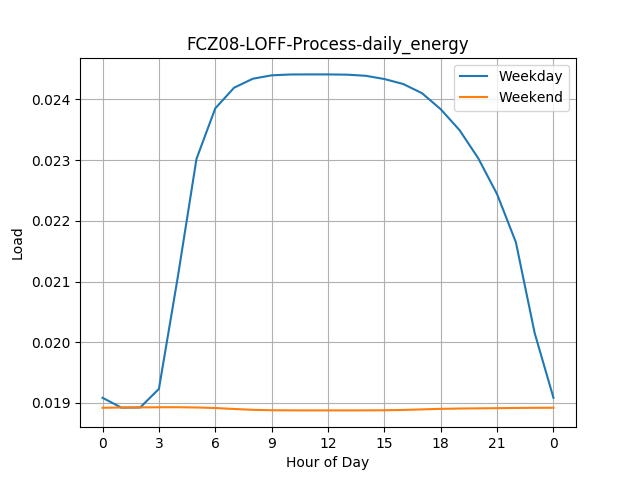 FCZ08-LOFF-Process-daily_energy
Weekday
Weekend
Load
0.024
0.023
0.022
0.021
0.020
0.019
0 3 6 9 12 15 18 21 0
Hour of Day